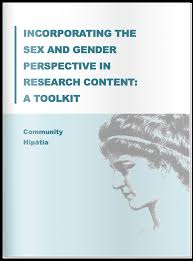 INCORPORATING THE
SEX AND GENDER
PERSPECTIVE IN
RESEARCH CONTENT:
A TOOLKIT
Community
Hipàtia